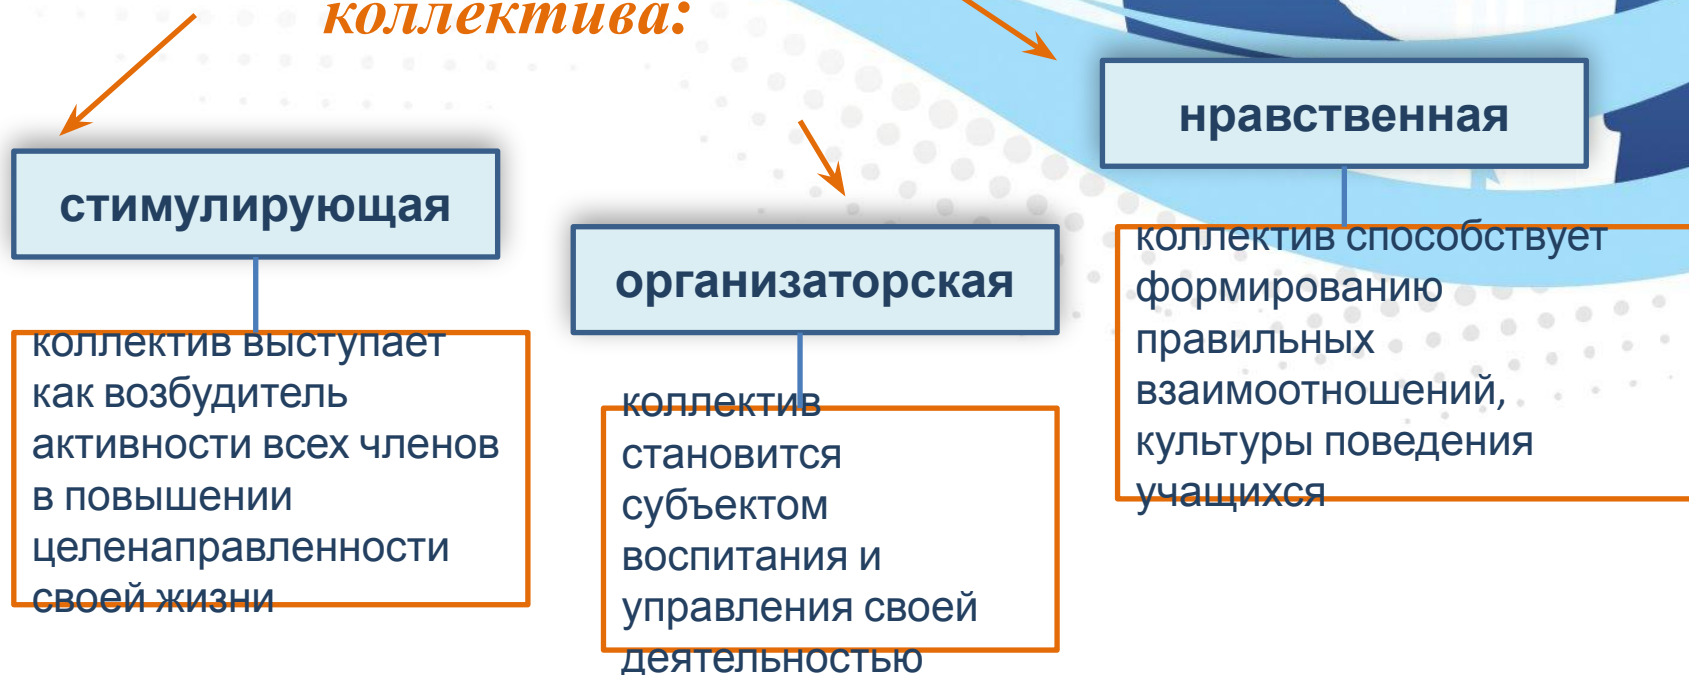 коллектива:
стимулирующая
коллектив выступает
как возбудитель
активности всех членов
в повышении
целенаправленности
своей жизни
организаторская
коллектив
становится
субъектом
воспитания и
управления своей
деятельностью
нравственная
коллектив способствует
формированию
правильных
взаимоотношений,
культуры поведения
учащихся